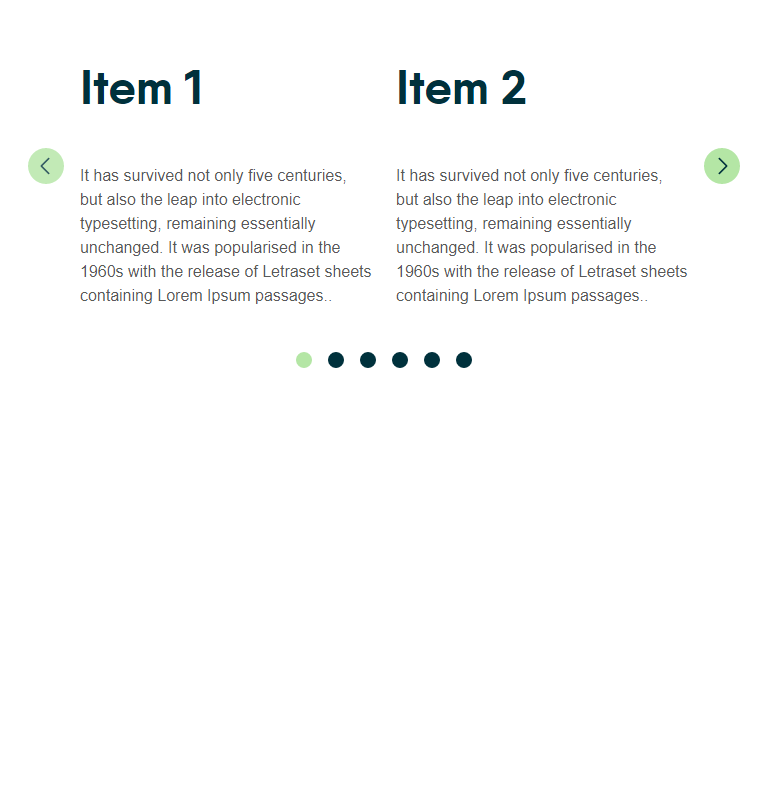 Item 1
It has survived not only five centuries,
but also the leap into electronic
typesetting, remaining essentially
unchanged. It was popularised in the
1960s with the release of Letraset sheets
containing Lorem Ipsum passages..
Item 2
It has survived not only five centuries,
but also the leap into electronic
typesetting, remaining essentially
unchanged. It was popularised in the
1960s with the release of Letraset sheets
containing Lorem Ipsum passages..